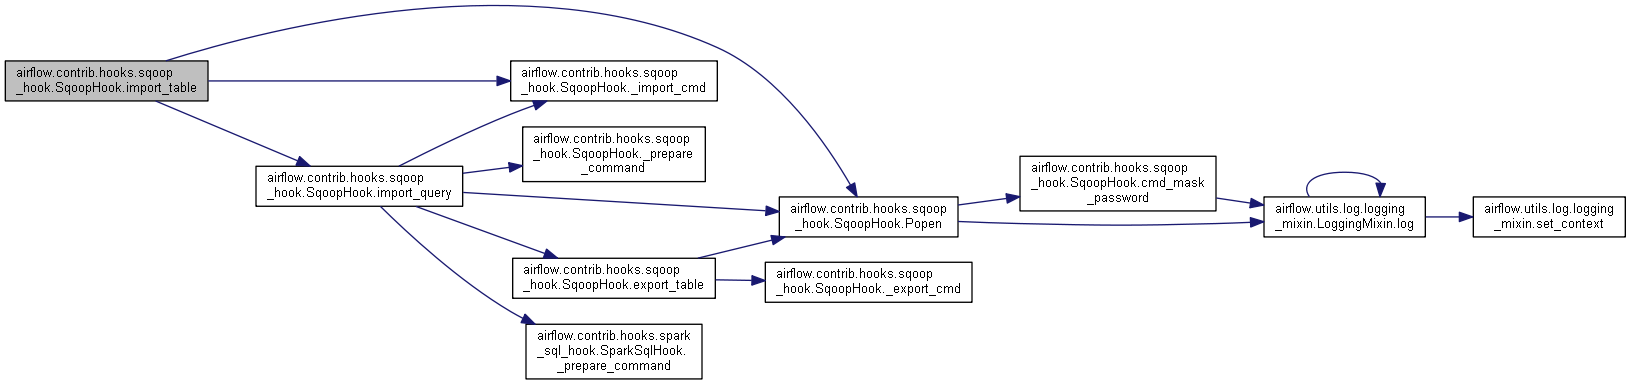 airflow.contrib.hooks.sqoop
_hook.SqoopHook.import_table
airflow.contrib.hooks.sqoop
_hook.SqoopHook._import_cmd
airflow.contrib.hooks.sqoop
_hook.SqoopHook._prepare
_command
airflow.contrib.hooks.sqoop
_hook.SqoopHook.import_query
airflow.contrib.hooks.sqoop
_hook.SqoopHook.Popen
airflow.contrib.hooks.sqoop
_hook.SqoopHook.cmd_mask
_password
airflow.utils.log.logging
_mixin.LoggingMixin.log
airflow.utils.log.logging
_mixin.set_context
airflow.contrib.hooks.sqoop
_hook.SqoopHook.export_table
airflow.contrib.hooks.sqoop
_hook.SqoopHook._export_cmd
airflow.contrib.hooks.spark
_sql_hook.SparkSqlHook.
_prepare_command